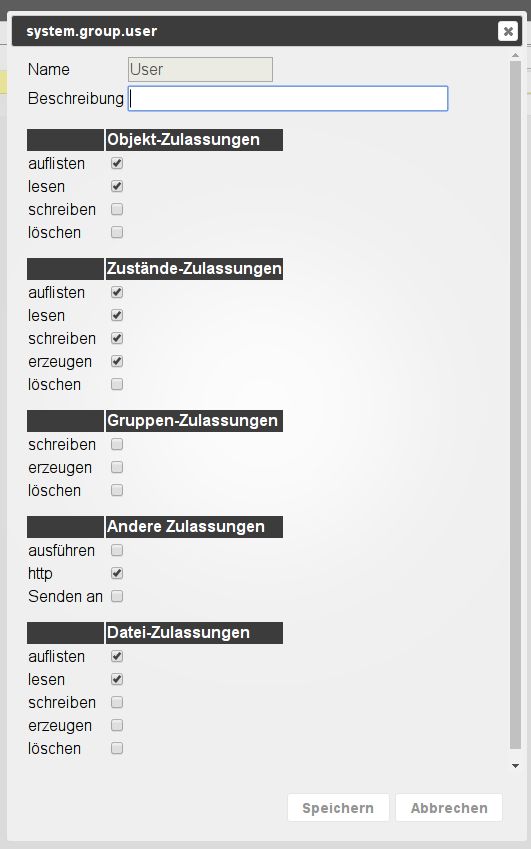 system.group.user
Name User
Beschreibung
Objekt-Zulassungen
auflisten
lesen
schreiben
löschen
Zustände-Zulassungen
auflisten
lesen
schreiben
erzeugen
löschen
Gruppen-Zulassungen
schreiben
erzeugen
löschen
Andere Zulassungen
ausführen
http
Senden an
Datei-Zulassungen
auflisten
lesen
schreiben
erzeugen
löschen
Speichern Abbrechen